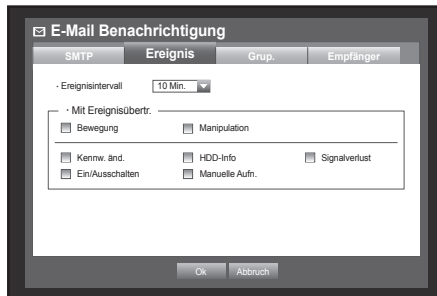 E-Mail Benachrichtigung
SMTP Ereignis Grup. Empfänger
· Ereignisintervall 10 Min.
· Mit Ereignisübertr.
Bewegung Manipulation
Kennw. änd. HDD-Info Signalverlust
Ein/Ausschalten Manuelle Aufn.
Ok Abbruch